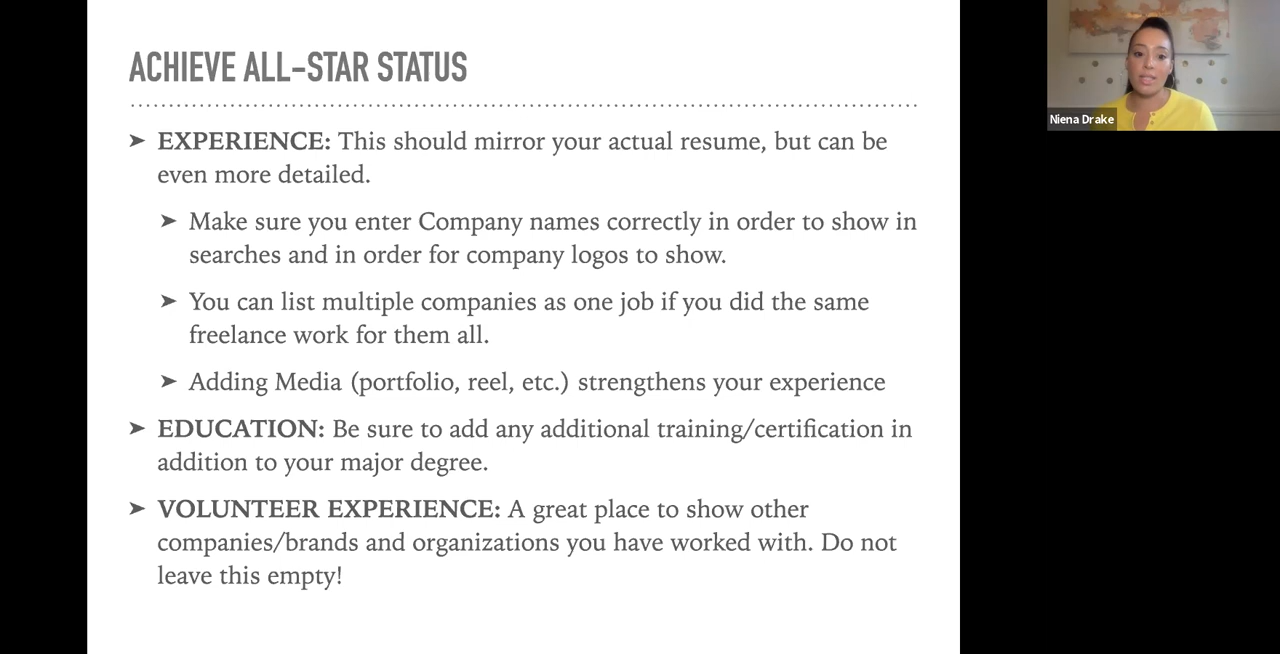 ACHIEVE ALL-STAR STATUS
➤ EXPERIENCE: This should mirror your actual resume, but can be
even more detailed.
➤ Make sure you enter Company names correctly in order to show in
searches and in order for company logos to show.
➤ You can list multiple companies as one job if you did the same
freelance work for them all.
➤ Adding Media (portfolio, reel, etc.) strengthens your experience
➤ EDUCATION: Be sure to add any additional training/certification in
addition to your major degree.
➤ VOLUNTEER EXPERIENCE: A great place to show other
companies/brands and organizations you have worked with. Do not
leave this empty!
Niena Drake